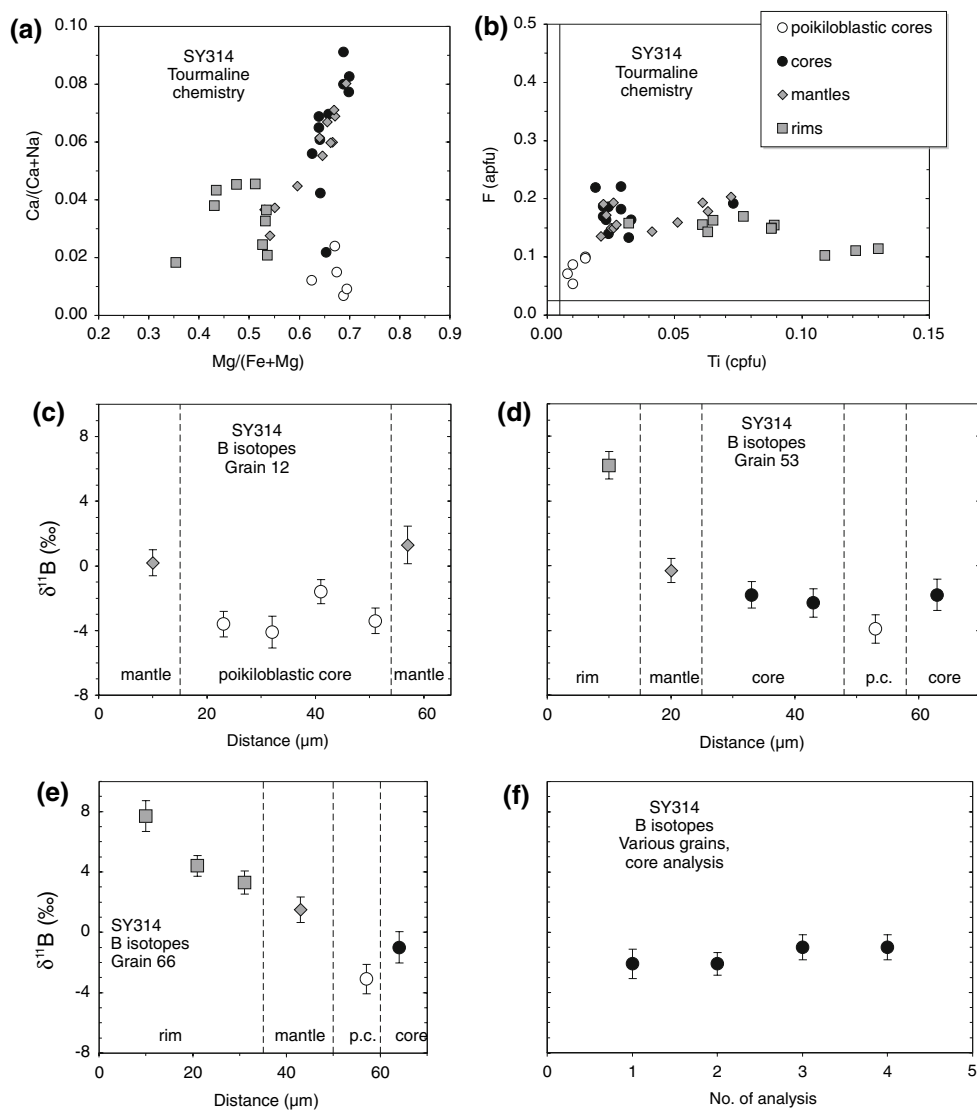 (a)
SY314
Tourmaline
chemistry
Ca/(Ca+Na)
0.10
0.08
0.06
0.04
0.02
0.00
0.2 0.3 0.4 0.5 0.6 0.7 0.8 0.9
Mg/(Fe+Mg)
(b)
SY314
Tourmaline
chemistry
poikiloblastic cores
cores
mantles
rims
F (apfu)
0.5
0.4
0.3
0.2
0.1
0.0
0.00 0.05 0.10 0.15
Ti (cpfu)
(c)
SY314
B isotopes
Grain 12
δ¹¹B (‰)
8
4
0
-4
-8
mantle poikiloblastic core mantle
0 20 40 60
Distance (µm)
(d)
SY314
B isotopes
Grain 53
rim mantle core p.c. core
0 20 40 60
Distance (µm)
(e)
SY314
B isotopes
Grain 66
δ¹¹B (‰)
8
4
0
-4
-8
rim mantle p.c. core
0 20 40 60
Distance (µm)
(f)
SY314
B isotopes
Various grains,
core analysis
0 1 2 3 4 5
No. of analysis